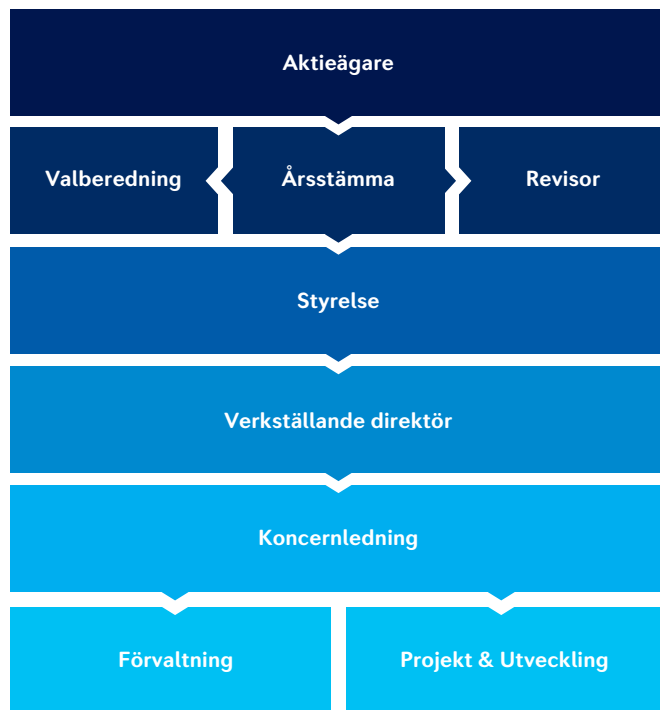 Aktieägare
Valberedning
Årsstämma
Revisor
Styrelse
Verkställande direktör
Koncernledning
Förvaltning
Projekt & Utveckling